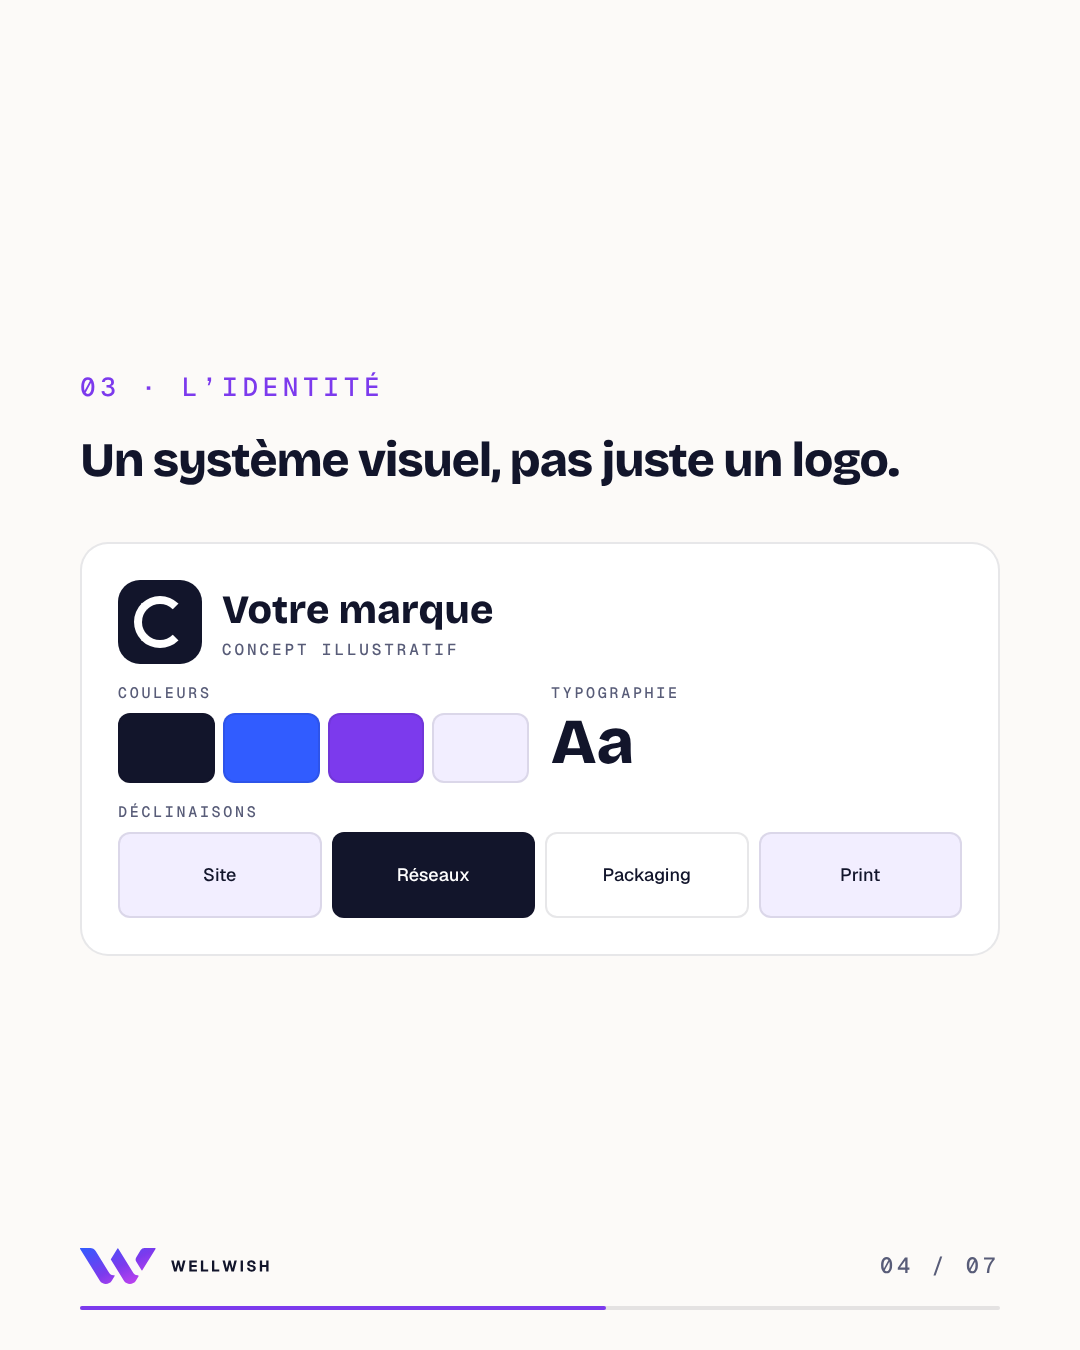 03 · L’IDENTITÉ
Un système visuel, pas juste un logo.
C
Votre marque
CONCEPT ILLUSTRATIF
COULEURS
TYPOGRAPHIE
Aa
DÉCLINAISONS
Site
Réseaux
Packaging
Print
WELLWISH
04 / 07